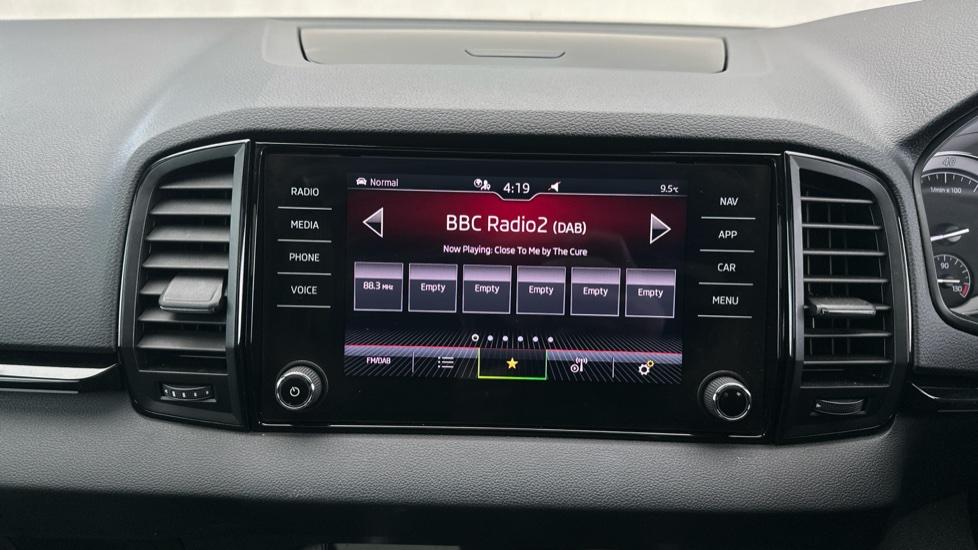 RADIO
MEDIA
PHONE
VOICE
Normal
4:19
9.5°C
BBC Radio2 (DAB)
Now Playing: Close To Me by The Cure
88.3 MHz
Empty
Empty
Empty
Empty
Empty
FM/DAB
NAV
APP
CAR
MENU
40
1/min x 100
90
130